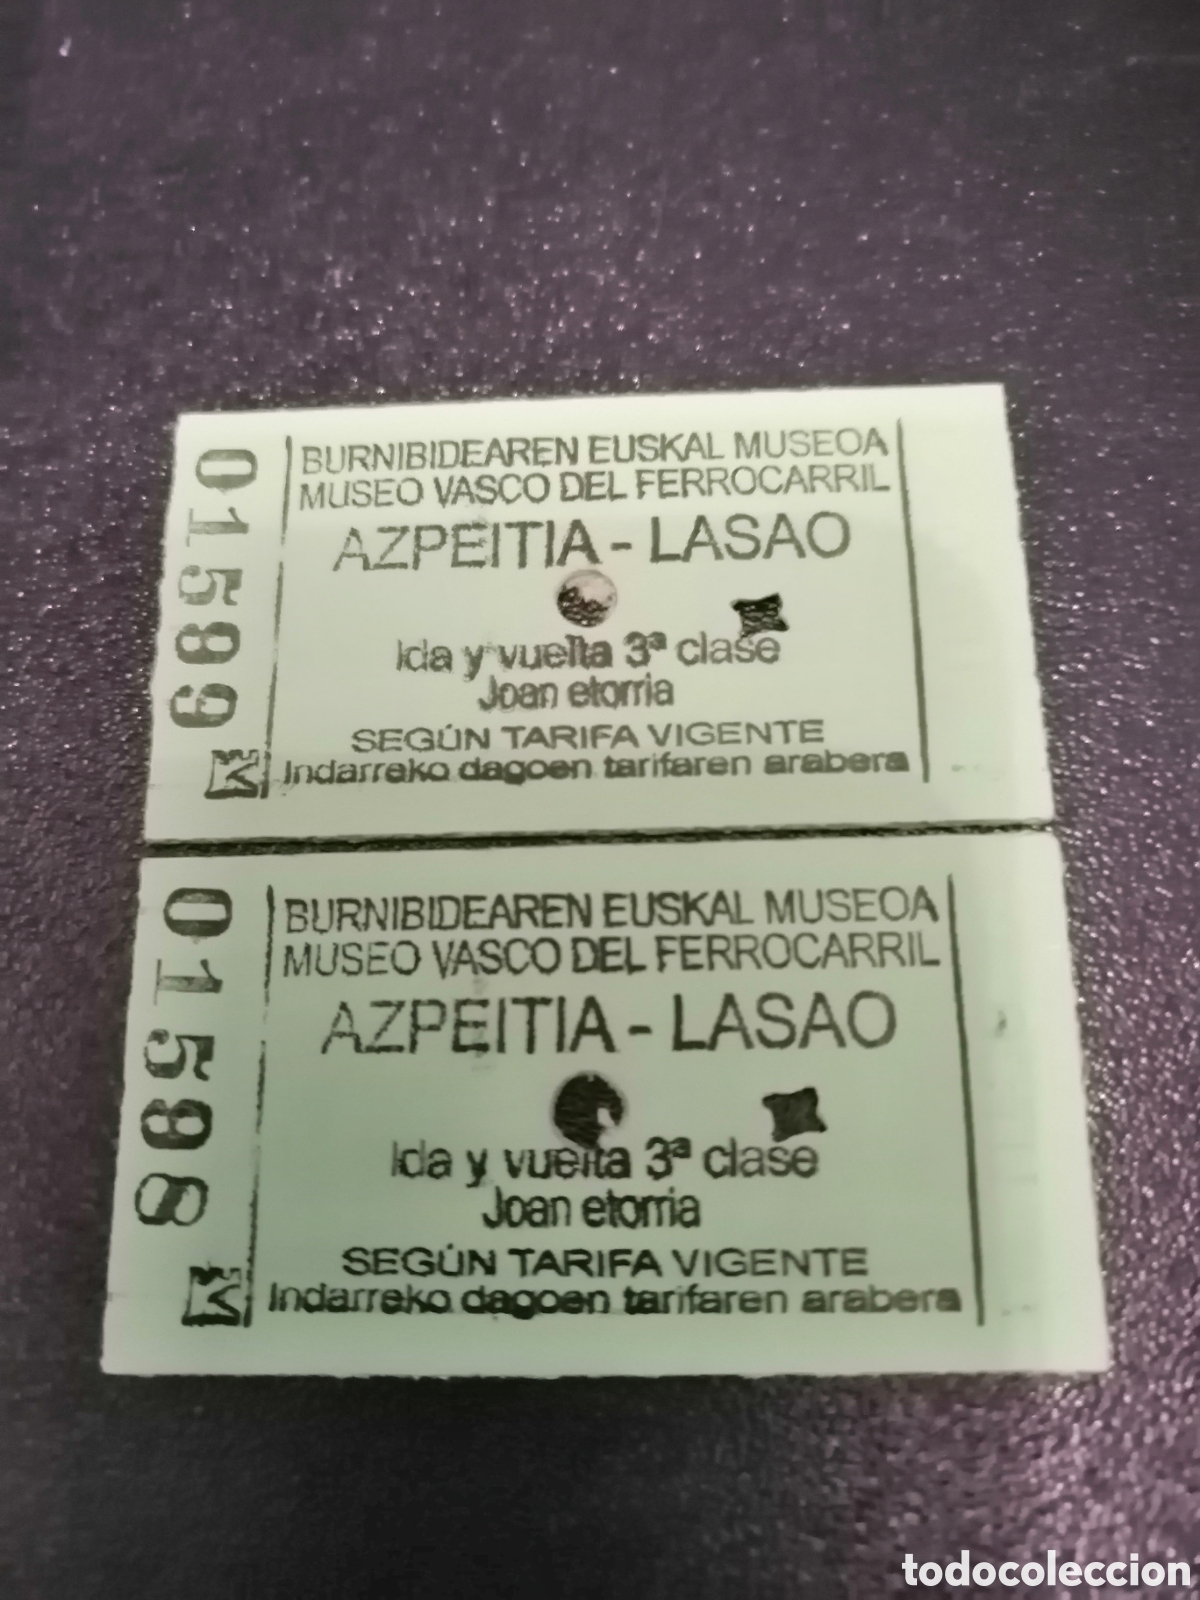 01599
BURNIBIDEAREN EUSKAL MUSEOA
MUSEO VASCO DEL FERROCARRIL
AZPEITIA - LASAO
Ida y vuelta 3ª clase
Joan etorria
SEGÚN TARIFA VIGENTE
Indarreko dagoen tarifaren arabera
01598
BURNIBIDEAREN EUSKAL MUSEOA
MUSEO VASCO DEL FERROCARRIL
AZPEITIA - LASAO
Ida y vuelta 3ª clase
Joan etorria
SEGÚN TARIFA VIGENTE
Indarreko dagoen tarifaren arabera
todocoleccion